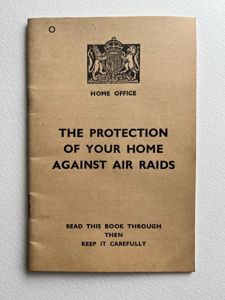 HOME OFFICE
THE PROTECTION
OF YOUR HOME
AGAINST AIR RAIDS
READ THIS BOOK THROUGH
THEN
KEEP IT CAREFULLY